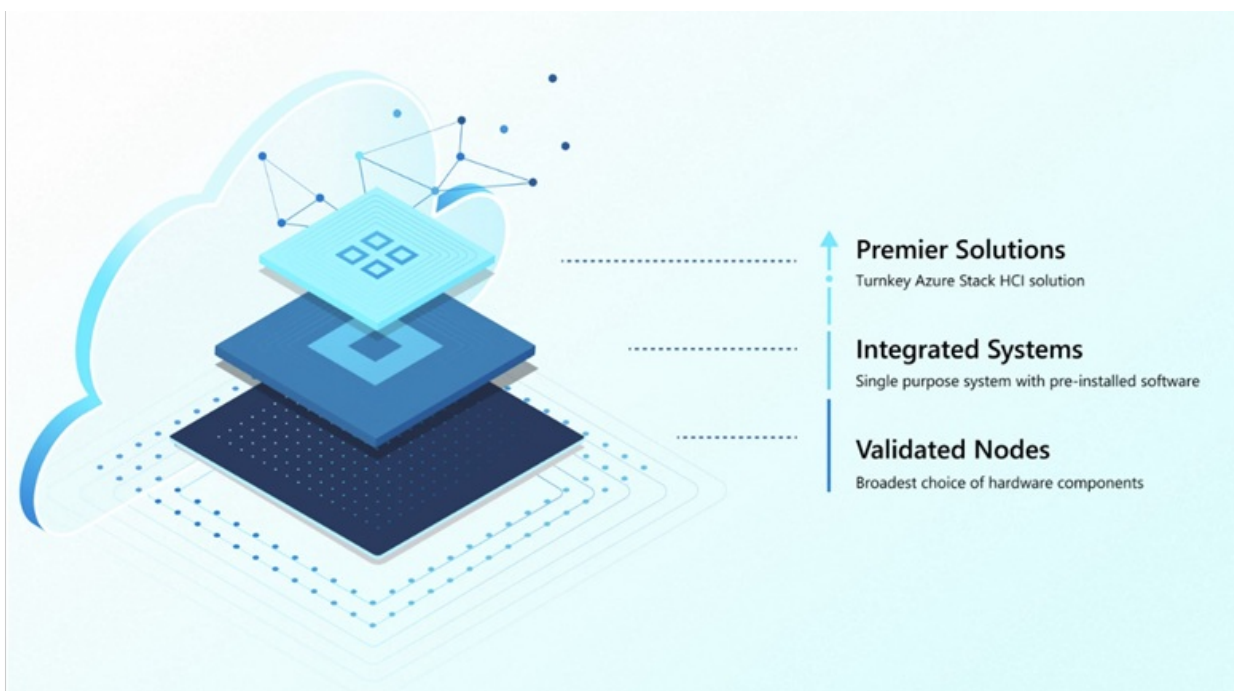 Premier Solutions
Turnkey Azure Stack HCI solution
Integrated Systems
Single purpose system with pre-installed software
Validated Nodes
Broadest choice of hardware components